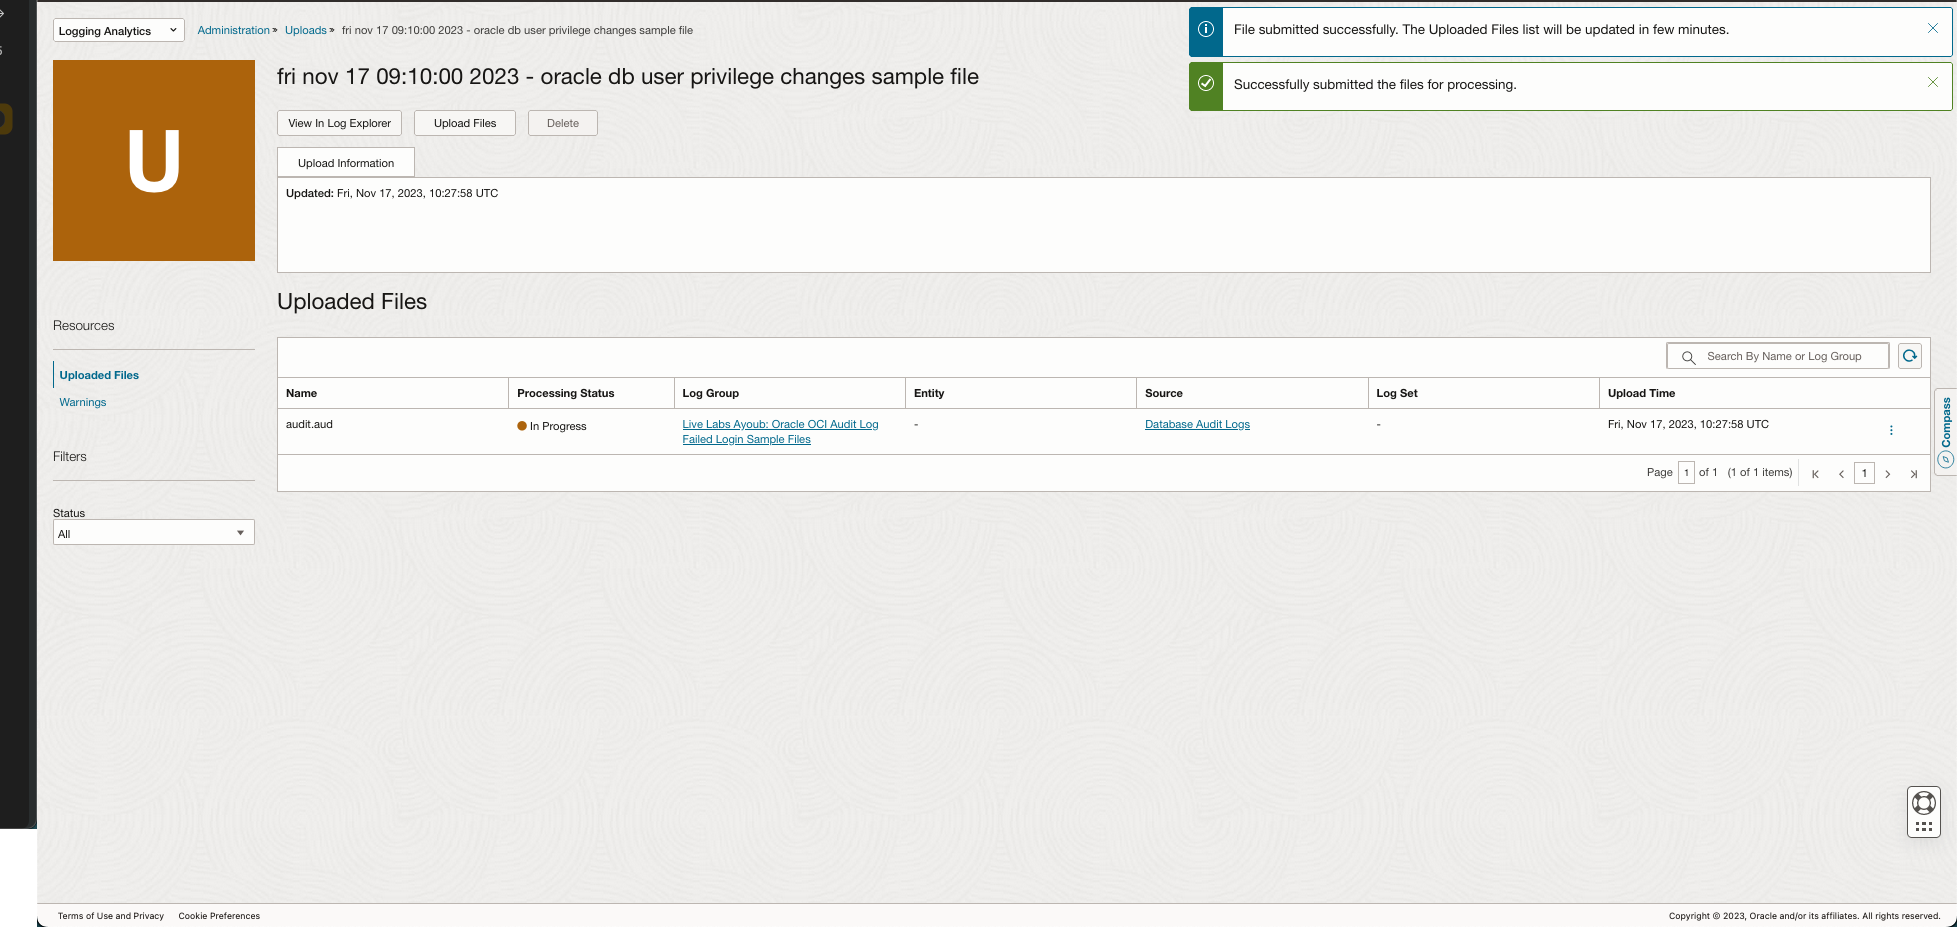 Logging Analytics
Administration » Uploads » fri nov 17 09:10:00 2023 - oracle db user privilege changes sample file
File submitted successfully. The Uploaded Files list will be updated in few minutes.
Successfully submitted the files for processing.
U
fri nov 17 09:10:00 2023 - oracle db user privilege changes sample file
View In Log Explorer Upload Files Delete
Upload Information
Updated: Fri, Nov 17, 2023, 10:27:58 UTC
Uploaded Files
Resources
Uploaded Files
Warnings
Filters
Status
All
Search By Name or Log Group
Name Processing Status Log Group Entity Source Log Set Upload Time
audit.aud In Progress Live Labs Ayoub: Oracle OCI Audit Log - Database Audit Logs - Fri, Nov 17, 2023, 10:27:58 UTC
Failed Login Sample Files
Page 1 of 1 (1 of 1 items) 1
Compass
Terms of Use and Privacy Cookie Preferences
Copyright © 2023, Oracle and/or its affiliates. All rights reserved.